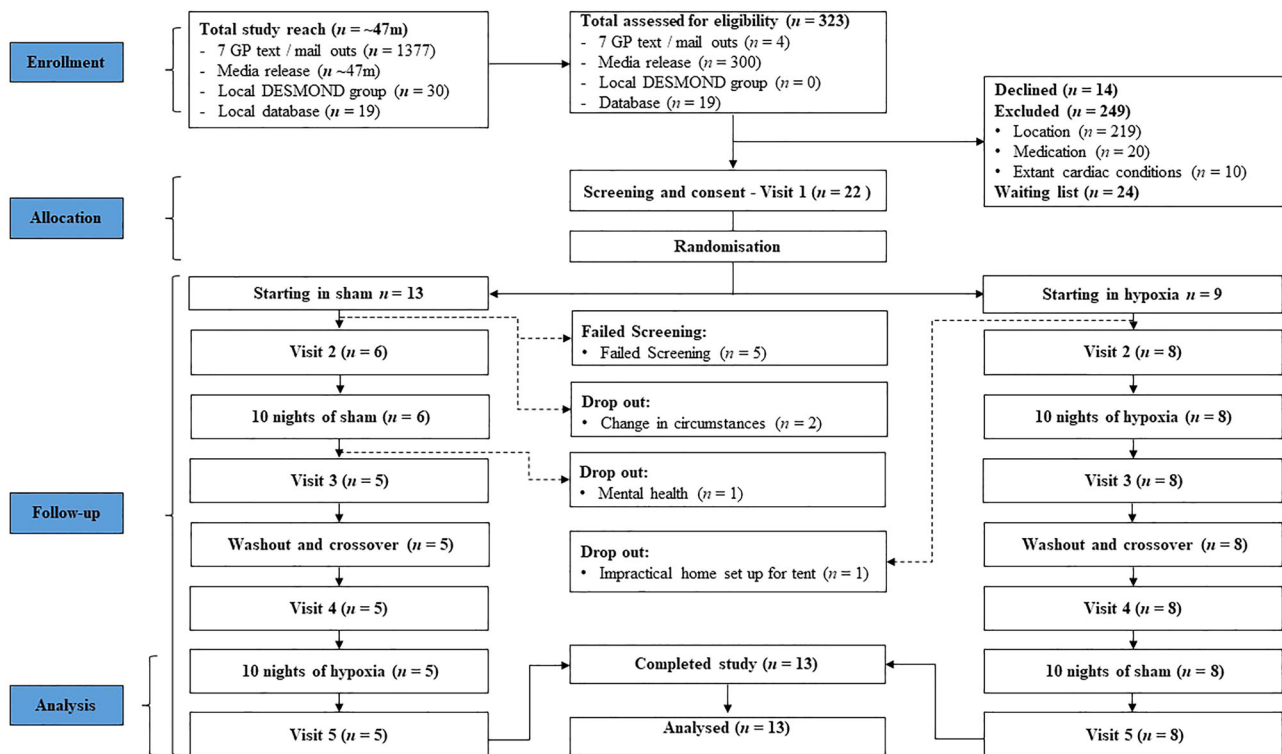 Enrollment
Total study reach (n = ~47m)
- 7 GP text / mail outs (n = 1377)
- Media release (n ~47m)
- Local DESMOND group (n = 30)
- Local database (n = 19)
Total assessed for eligibility (n = 323)
- 7 GP text / mail outs (n = 4)
- Media release (n = 300)
- Local DESMOND group (n = 0)
- Database (n = 19)
Declined (n = 14)
Excluded (n = 249)
• Location (n = 219)
• Medication (n = 20)
• Extant cardiac conditions (n = 10)
Waiting list (n = 24)
Allocation
Screening and consent - Visit 1 (n = 22 )
Randomisation
Follow-up
Starting in sham n = 13
Visit 2 (n = 6)
10 nights of sham (n = 6)
Visit 3 (n = 5)
Washout and crossover (n = 5)
Visit 4 (n = 5)
10 nights of hypoxia (n = 5)
Visit 5 (n = 5)
Failed Screening:
• Failed Screening (n = 5)
Drop out:
• Change in circumstances (n = 2)
Drop out:
• Mental health (n = 1)
Drop out:
• Impractical home set up for tent (n = 1)
Starting in hypoxia n = 9
Visit 2 (n = 8)
10 nights of hypoxia (n = 8)
Visit 3 (n = 8)
Washout and crossover (n = 8)
Visit 4 (n = 8)
10 nights of sham (n = 8)
Visit 5 (n = 8)
Analysis
Completed study (n = 13)
Analysed (n = 13)